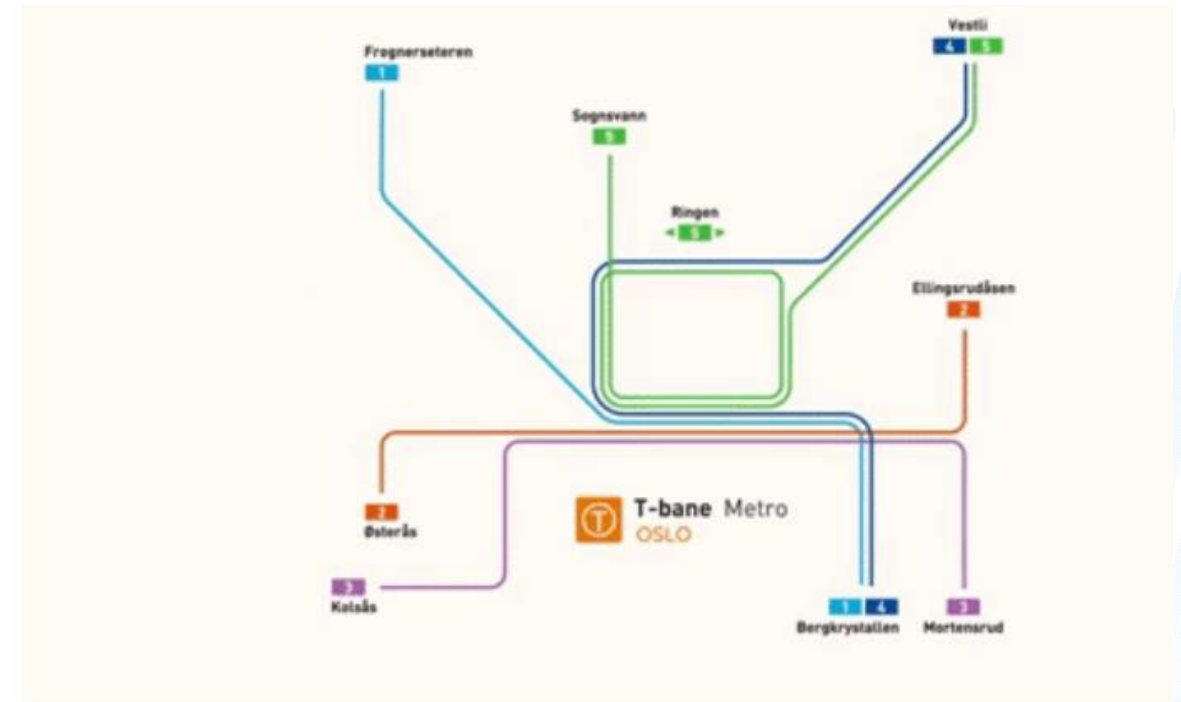 Vestli
4 5
Frognerseteren
1
Sognsvann
5
Ringen
5
Ellingsrudåsen
2
T-bane Metro
OSLO
2
Østerås
3
Kolsås
1 4
Bergkrystallen
3
Mortensrud